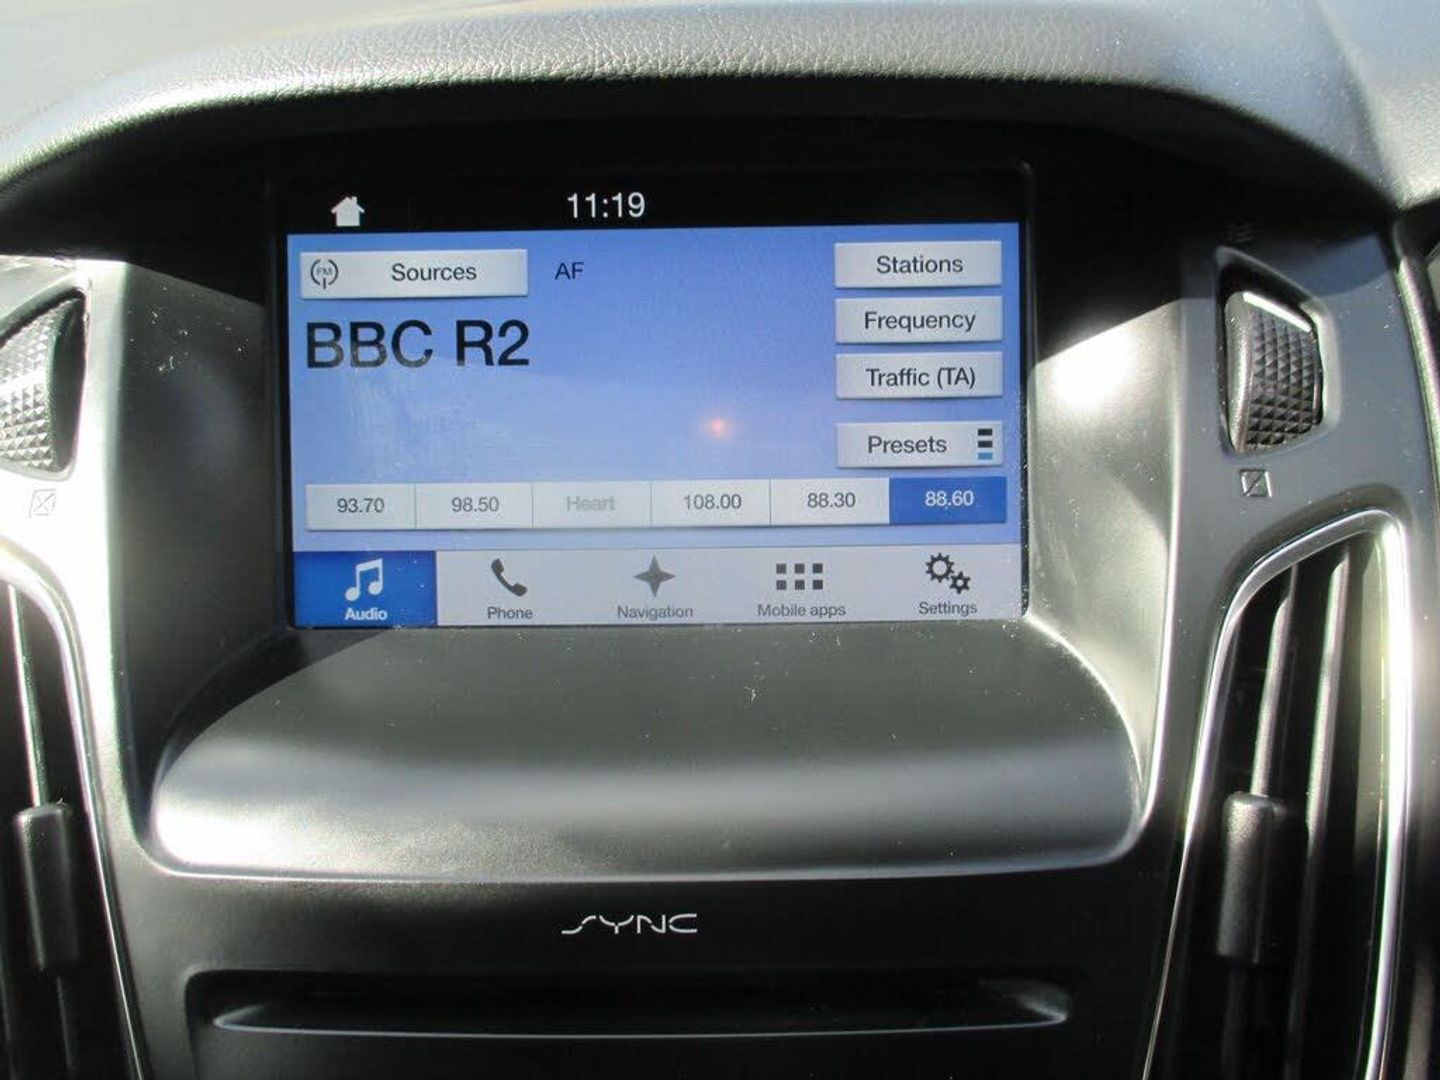 11:19
FM Sources AF
BBC R2
Stations
Frequency
Traffic (TA)
Presets
93.70 98.50 Heart 108.00 88.30 88.60
Audio Phone Navigation Mobile apps Settings
SYNC